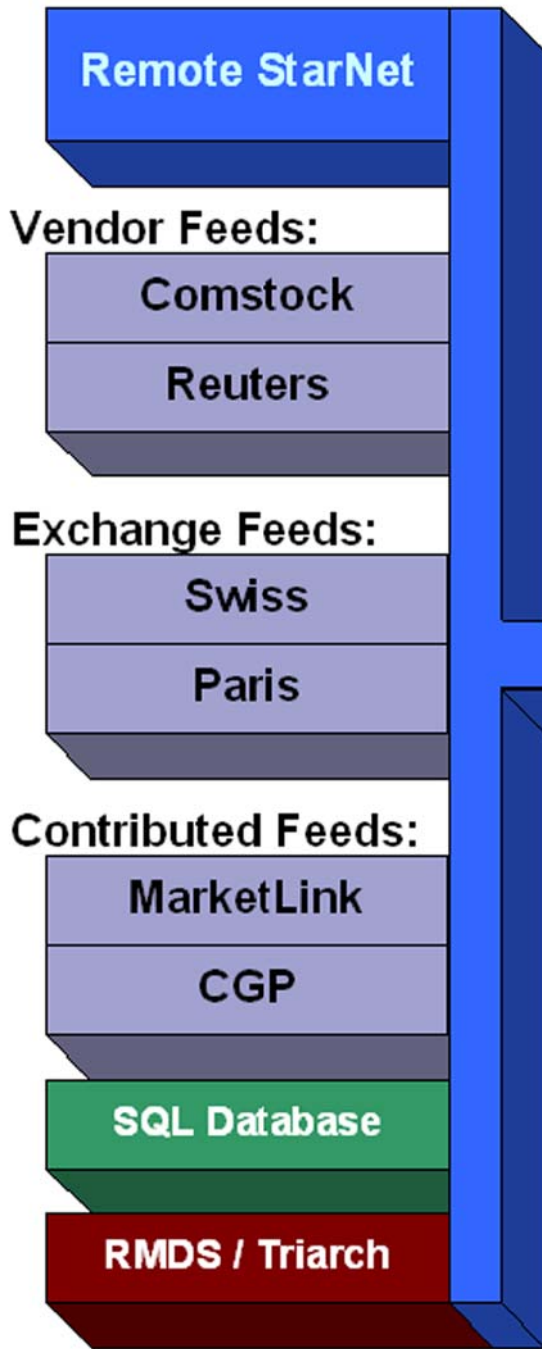 Remote StarNet
Vendor Feeds:
Comstock
Reuters
Exchange Feeds:
Swiss
Paris
Contributed Feeds:
MarketLink
CGP
SQL Database
RMDS / Triarch